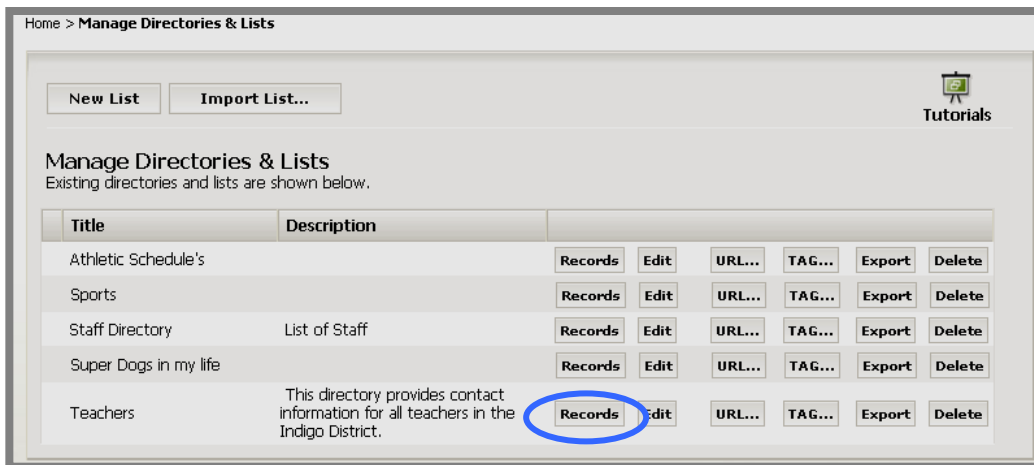 Home > Manage Directories & Lists
New List Import List...
Tutorials
Manage Directories & Lists
Existing directories and lists are shown below.
Title Description
Athletic Schedule's Records Edit URL... TAG... Export Delete
Sports Records Edit URL... TAG... Export Delete
Staff Directory List of Staff Records Edit URL... TAG... Export Delete
Super Dogs in my life Records Edit URL... TAG... Export Delete
This directory provides contact
Teachers information for all teachers in the Records Edit URL... TAG... Export Delete
Indigo District.